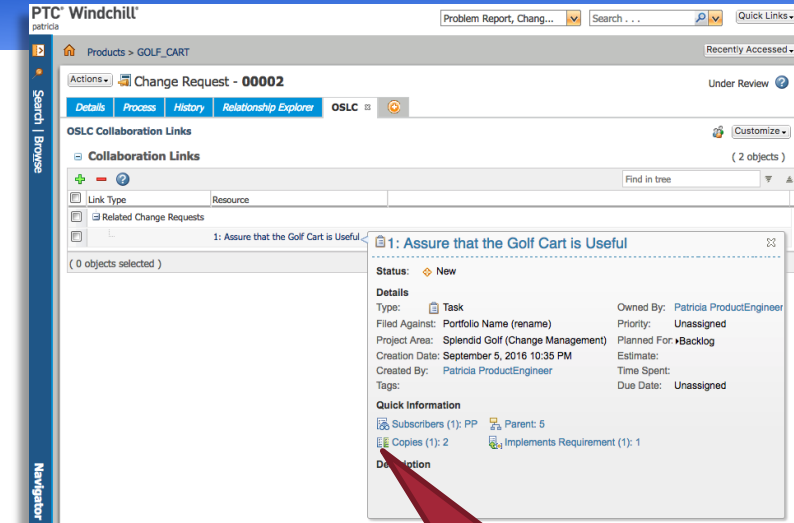 PTC® Windchill®
patricia
Problem Report, Chang...
Search . . .
Quick Links
Products > GOLF_CART
Recently Accessed
Actions
Change Request - 00002
Under Review
Details
Process
History
Relationship Explorer
OSLC
OSLC Collaboration Links
Customize
Collaboration Links
( 2 objects )
Find in tree
Link Type
Resource
Related Change Requests
1: Assure that the Golf Cart is Useful
( 0 objects selected )
Search | Browse
Navigator
1: Assure that the Golf Cart is Useful
Status: New
Details
Type: Task
Owned By: Patricia ProductEngineer
Filed Against: Portfolio Name (rename)
Priority: Unassigned
Project Area: Splendid Golf (Change Management)
Planned For: Backlog
Creation Date: September 5, 2016 10:35 PM
Estimate:
Created By: Patricia ProductEngineer
Time Spent:
Tags:
Due Date: Unassigned
Quick Information
Subscribers (1): PP
Parent: 5
Copies (1): 2
Implements Requirement (1): 1
Description